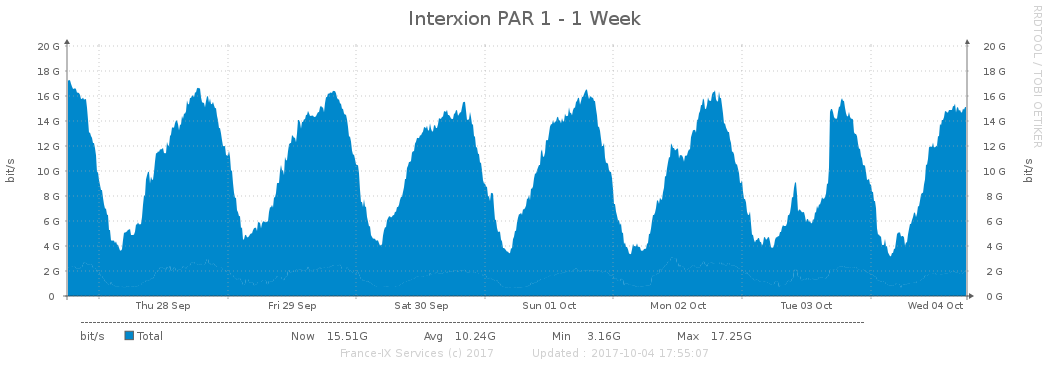 Interxion PAR 1 - 1 Week
RRDTOOL / TOBI OETIKER
20 G 20 G
18 G 18 G
16 G 16 G
14 G 14 G
12 G 12 G
10 G 10 G
8 G 8 G
6 G 6 G
4 G 4 G
2 G 2 G
0 0 G
bit/s
bit/s
Thu 28 Sep Fri 29 Sep Sat 30 Sep Sun 01 Oct Mon 02 Oct Tue 03 Oct Wed 04 Oct
bit/s Total Now 15.51G Avg 10.24G Min 3.16G Max 17.25G
France-IX Services (c) 2017 Updated : 2017-10-04 17:55:07